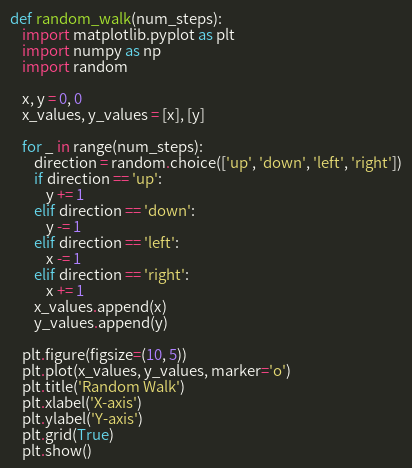 def random_walk(num_steps):
    import matplotlib.pyplot as plt
    import numpy as np
    import random

    x, y = 0, 0
    x_values, y_values = [x], [y]

    for _ in range(num_steps):
        direction = random.choice(['up', 'down', 'left', 'right'])
        if direction == 'up':
            y += 1
        elif direction == 'down':
            y -= 1
        elif direction == 'left':
            x -= 1
        elif direction == 'right':
            x += 1
        x_values.append(x)
        y_values.append(y)

    plt.figure(figsize=(10, 5))
    plt.plot(x_values, y_values, marker='o')
    plt.title('Random Walk')
    plt.xlabel('X-axis')
    plt.ylabel('Y-axis')
    plt.grid(True)
    plt.show()